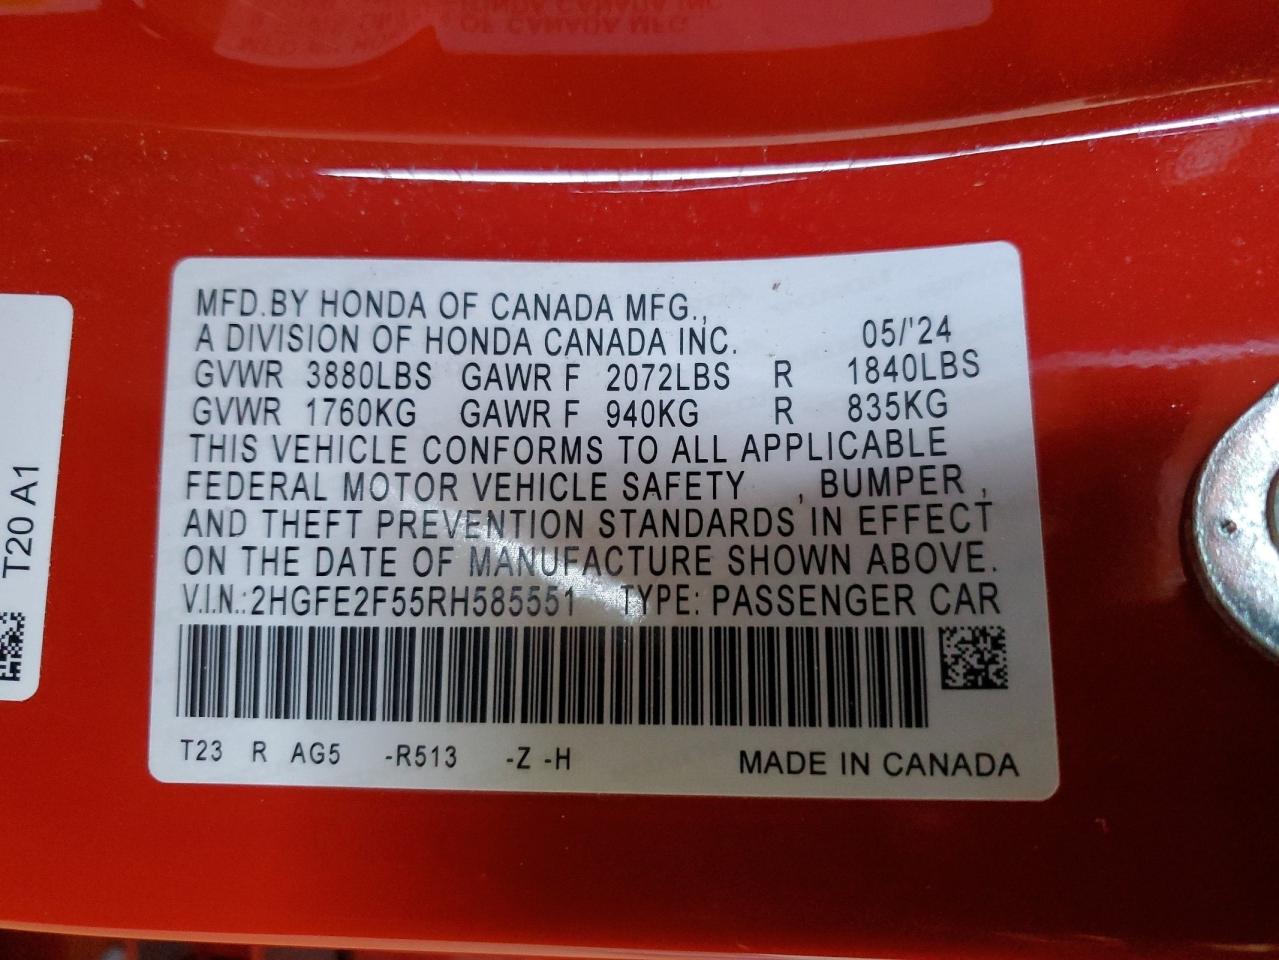 MFD.BY HONDA OF CANADA MFG.,
A DIVISION OF HONDA CANADA INC. 05/'24
GVWR 3880LBS GAWR F 2072LBS R 1840LBS
GVWR 1760KG GAWR F 940KG R 835KG
THIS VEHICLE CONFORMS TO ALL APPLICABLE
FEDERAL MOTOR VEHICLE SAFETY , BUMPER ,
AND THEFT PREVENTION STANDARDS IN EFFECT
ON THE DATE OF MANUFACTURE SHOWN ABOVE.
V.I.N.:2HGFE2F55RH585551 TYPE: PASSENGER CAR
T23 R AG5 -R513 -Z -H MADE IN CANADA
T20 A1